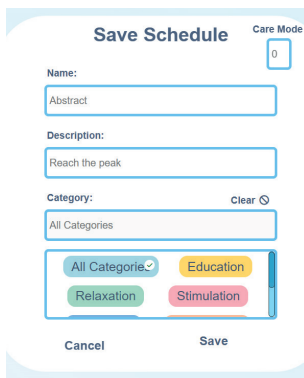 Save Schedule
Care Mode
0
Name:
Abstract
Description:
Reach the peak
Category:
Clear
All Categories
All Categories Education
Relaxation Stimulation
Cancel Save